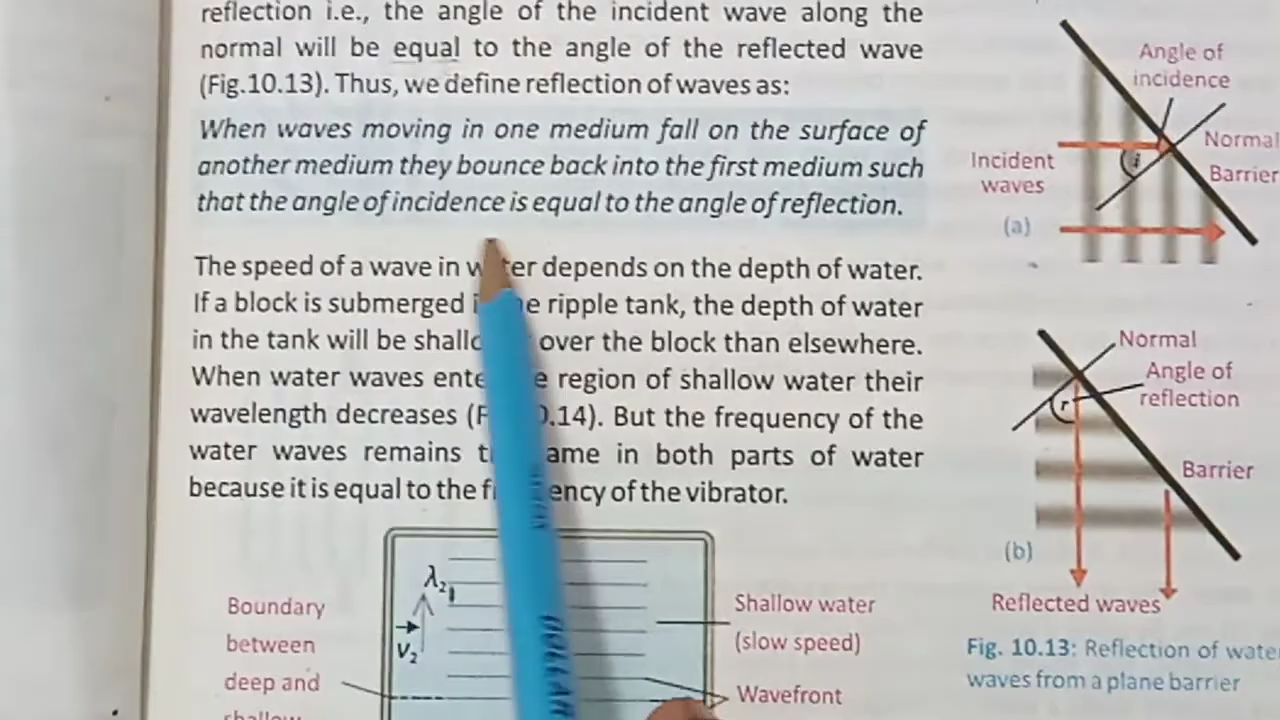 reflection i.e., the angle of the incident wave along the
normal will be equal to the angle of the reflected wave
(Fig.10.13). Thus, we define reflection of waves as:
When waves moving in one medium fall on the surface of
another medium they bounce back into the first medium such
that the angle of incidence is equal to the angle of reflection.
The speed of a wave in depends on the depth of water.
If a block is submerged ripple tank, the depth of water
in the tank will be over the block than elsewhere.
When water waves region of shallow water their
wavelength decreases 0.14). But the frequency of the
water waves remains in both parts of water
because it is equal to the of the vibrator.
λ2
V2
Boundary
between
deep and
shallow
Shallow water
(slow speed)
Wavefront
DOLLAR
Angle of
incidence
Normal
Barrier
Incident
waves
i
(a)
Normal
Angle of
reflection
r
Barrier
(b)
Reflected waves
Fig. 10.13: Reflection of water
waves from a plane barrier